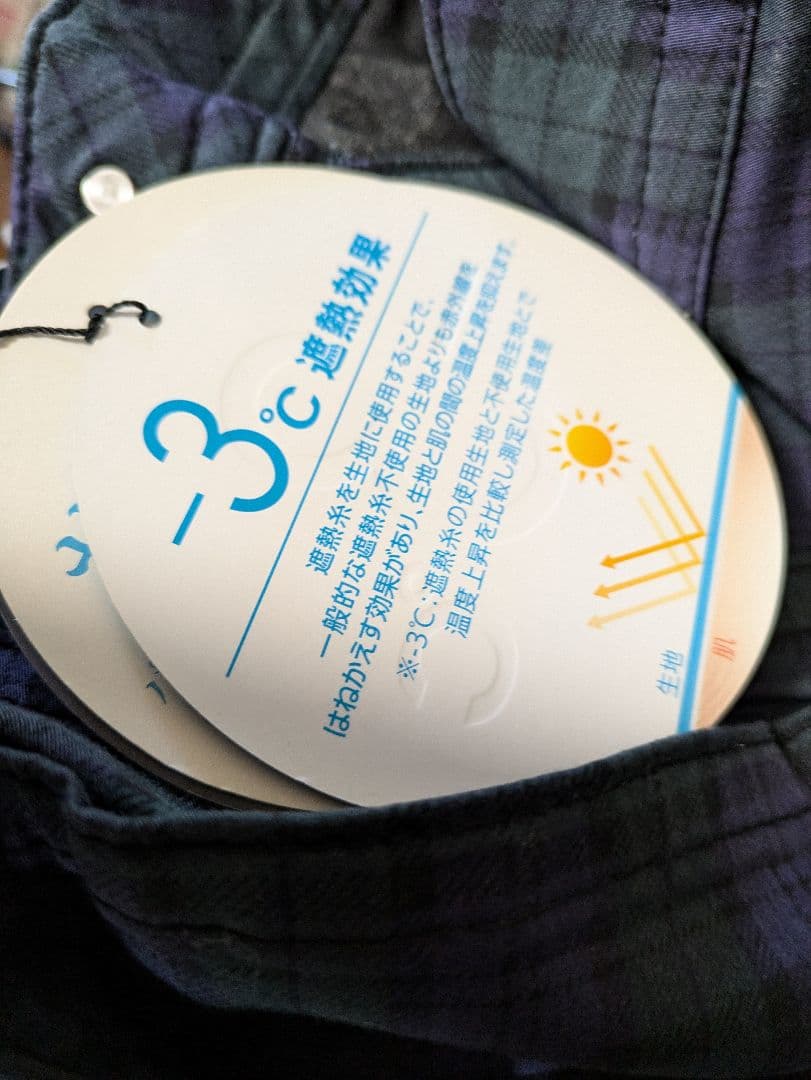 -3℃ 遮熱効果
遮熱糸を生地に使用することで、
一般的な遮熱糸不使用の生地よりも赤外線を
はねかえす効果があり、生地と肌の間の温度上昇を抑えます。
※-3℃:遮熱糸の使用生地と不使用生地とで
温度上昇を比較し測定した温度差
生地
肌